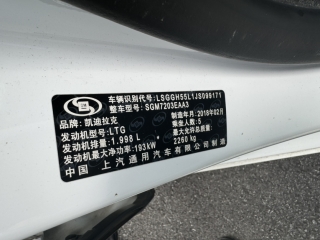 车辆识别代号: LSGGH55L1JS098171
整车型号: SGM7203EAA3
品牌: 凯迪拉克
制造年月: 2018年02月
发动机型号: LTG
乘坐人数: 5
发动机排量: 1.998 L
最大允许总质量:
发动机最大净功率: 193kW
2260 kg
中国 上汽通用汽车有限公司